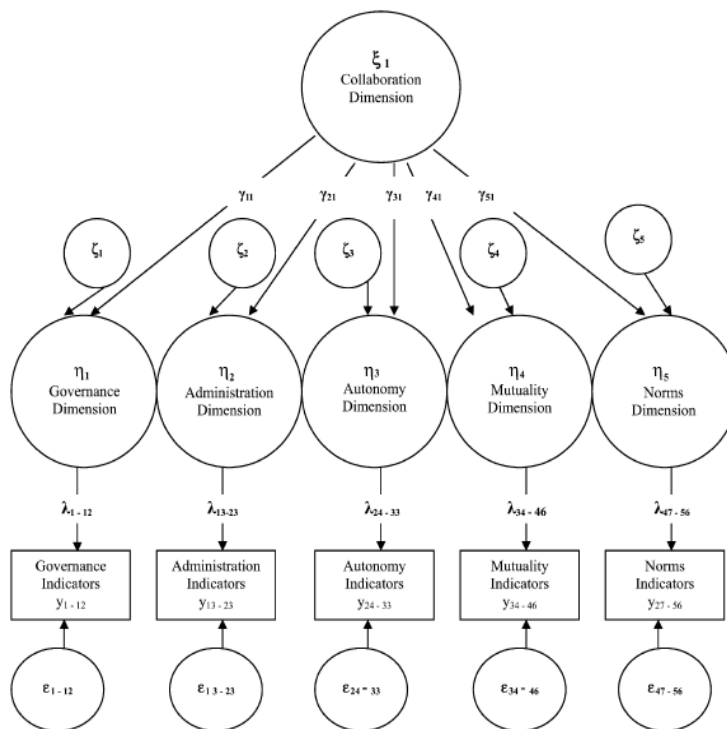 ξ 1
Collaboration
Dimension
γ11 γ21 γ31 γ41 γ51
ζ1 ζ2 ζ3 ζ4 ζ5
η1 η2 η3 η4 η5
Governance Administration Autonomy Mutuality Norms
Dimension Dimension Dimension Dimension Dimension
λ1 - 12 λ13-23 λ24 - 33 λ34 - 46 λ47 - 56
Governance Administration Autonomy Mutuality Norms
Indicators Indicators Indicators Indicators Indicators
y1 - 12 y13 - 23 y24 - 33 y34 - 46 y27 - 56
ε1 - 12 ε1 3 - 23 ε24 - 33 ε34 - 46 ε47 - 56